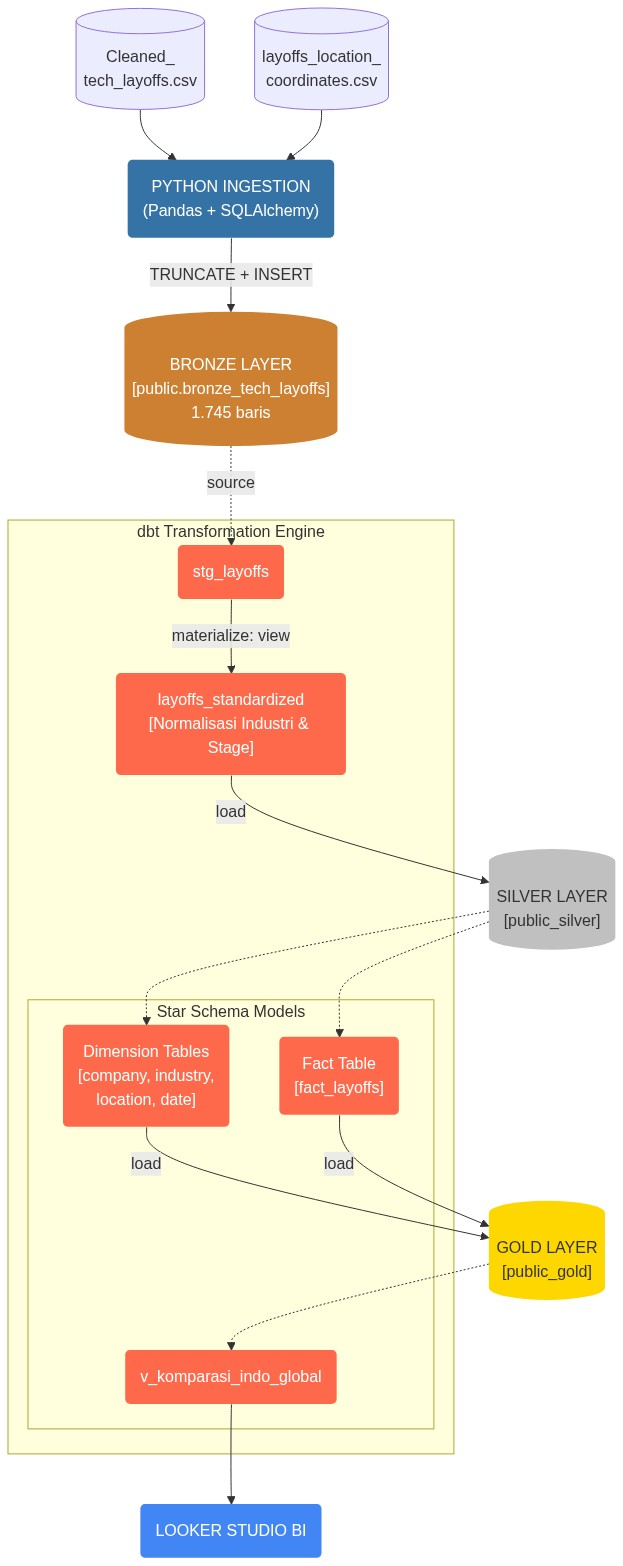 Cleaned_
tech_layoffs.csv
layoffs_location_
coordinates.csv
PYTHON INGESTION
(Pandas + SQLAlchemy)
TRUNCATE + INSERT
BRONZE LAYER
[public.bronze_tech_layoffs]
1.745 baris
source
dbt Transformation Engine
stg_layoffs
materialize: view
layoffs_standardized
[Normalisasi Industri &
Stage]
load
SILVER LAYER
[public_silver]
Star Schema Models
Dimension Tables
[company, industry,
location, date]
Fact Table
[fact_layoffs]
load
load
GOLD LAYER
[public_gold]
v_komparasi_indo_global
LOOKER STUDIO BI